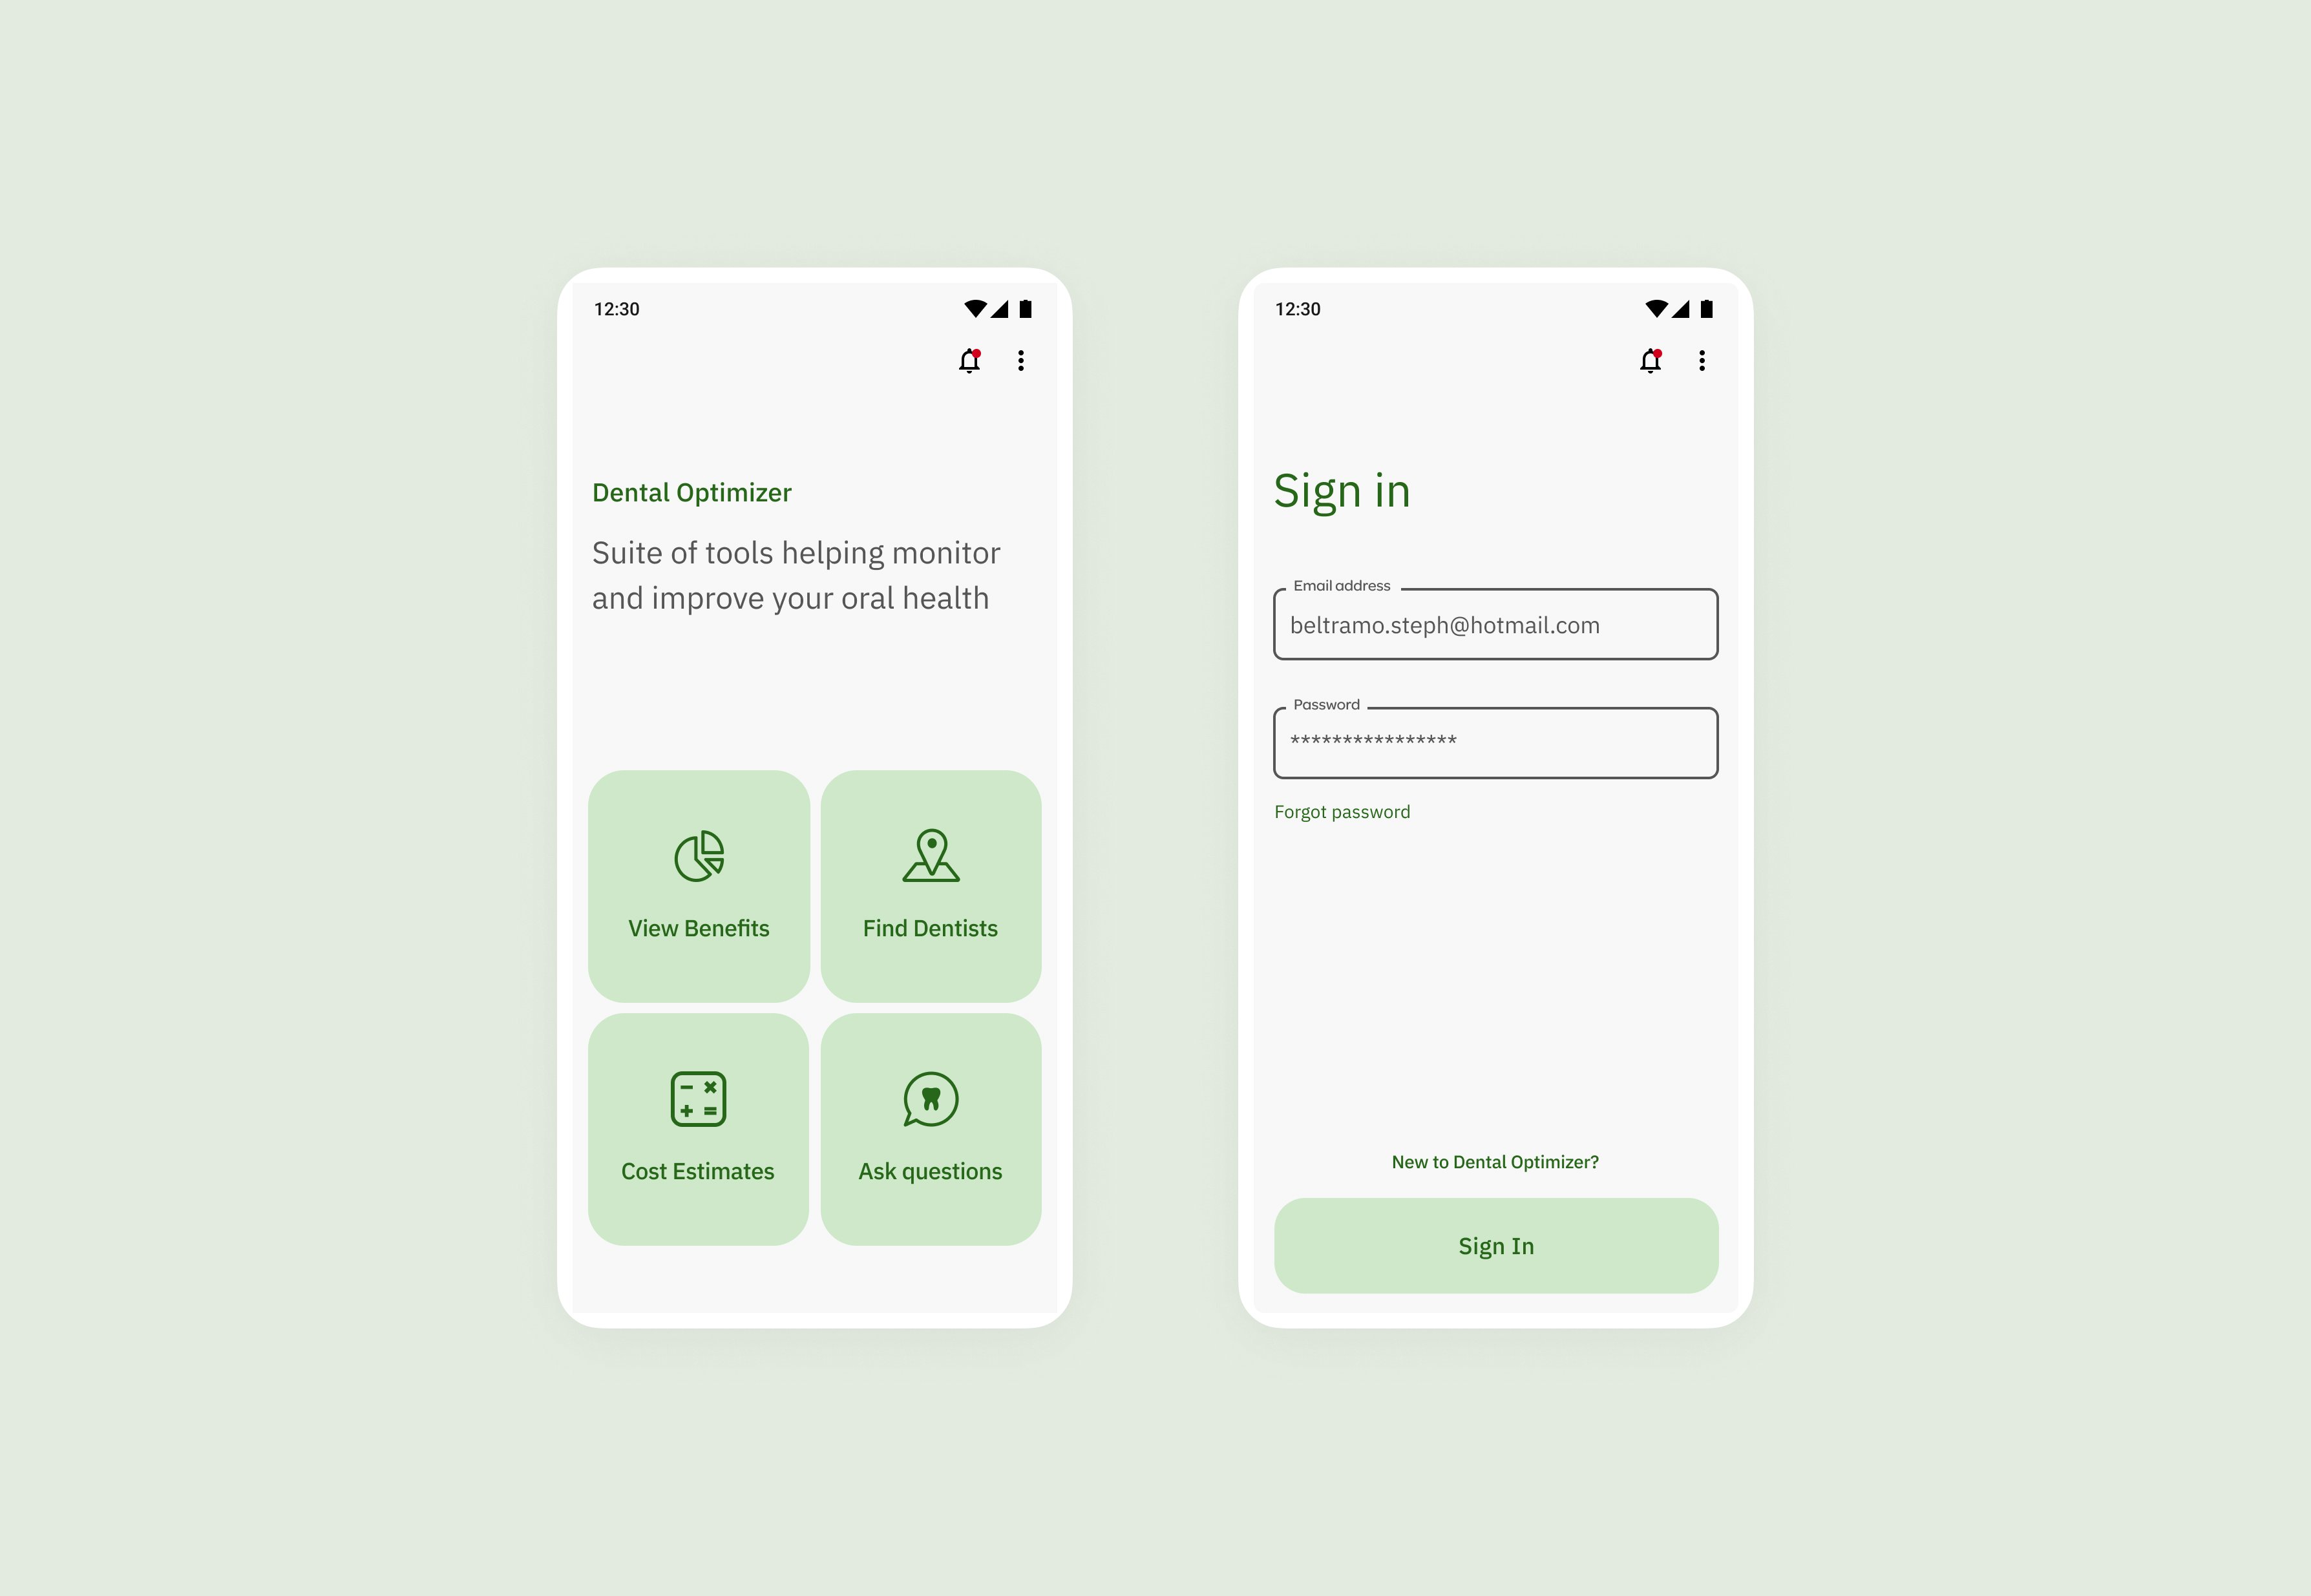 12:30
Dental Optimizer
Suite of tools helping monitor
and improve your oral health
View Benefits
Find Dentists
Cost Estimates
Ask questions
12:30
Sign in
Email address
beltramo.steph@hotmail.com
Password
****************
Forgot password
New to Dental Optimizer?
Sign In